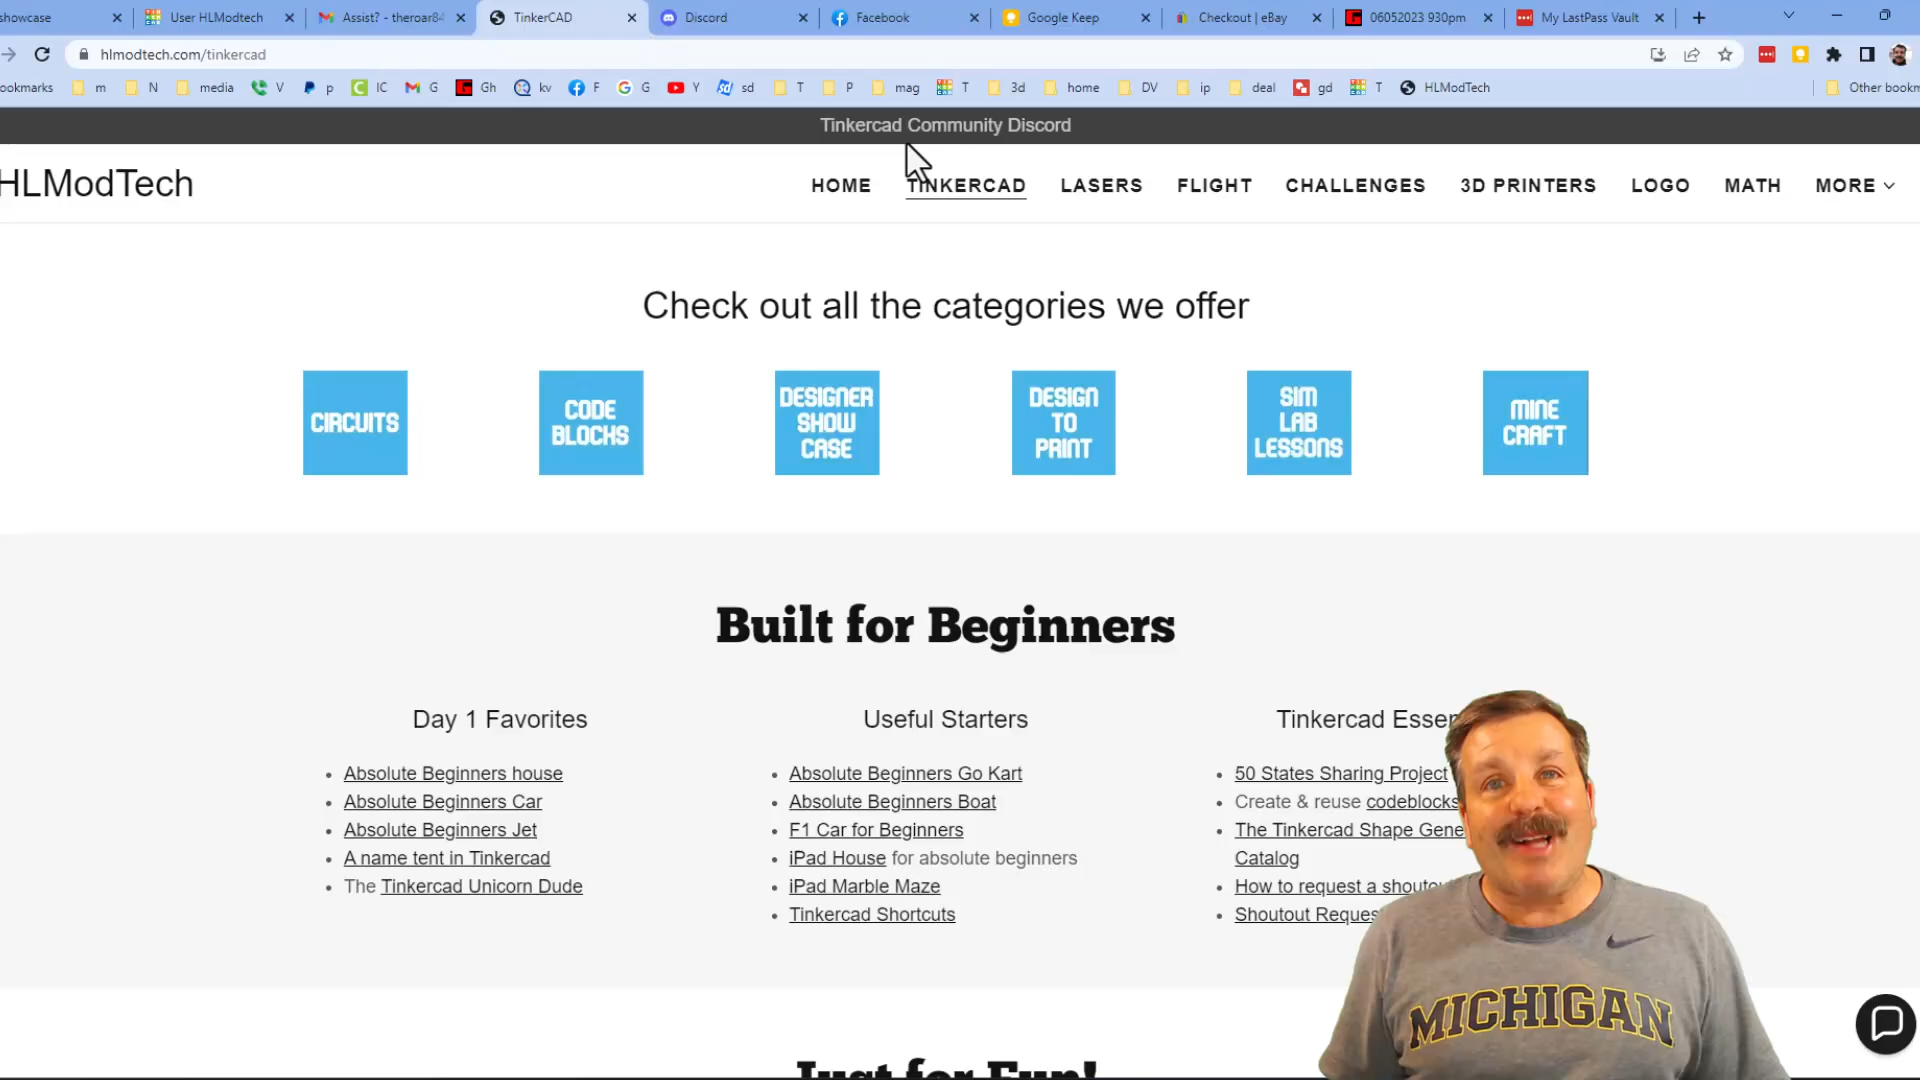 howcase
User HLModtech
Assist? - theroar84
TinkerCAD
Discord
Facebook
Google Keep
Checkout | eBay
06052023 930pm
My LastPass Vault
hlmodtech.com/tinkercad
ookmarks
m
N
media
V
p
IC
G
Gh
kv
F
G
Y
sd
T
P
mag
T
3d
home
DV
ip
deal
gd
T
HLModTech
Other bookm
Tinkercad Community Discord
HLModTech
HOME
TINKERCAD
LASERS
FLIGHT
CHALLENGES
3D PRINTERS
LOGO
MATH
MORE
Check out all the categories we offer
CIRCUITS
CODE
BLOCKS
DESIGNER
SHOW
CASE
DESIGN
TO
PRINT
SIM
LAB
LESSONS
MINE
CRAFT
Built for Beginners
Day 1 Favorites
Absolute Beginners house
Absolute Beginners Car
Absolute Beginners Jet
A name tent in Tinkercad
The Tinkercad Unicorn Dude
Useful Starters
Absolute Beginners Go Kart
Absolute Beginners Boat
F1 Car for Beginners
iPad House for absolute beginners
iPad Marble Maze
Tinkercad Shortcuts
Tinkercad Essen
50 States Sharing Project
Create & reuse codeblocks
The Tinkercad Shape Gene
Catalog
How to request a shoutou
Shoutout Reques
MICHIGAN
Just for Fun!